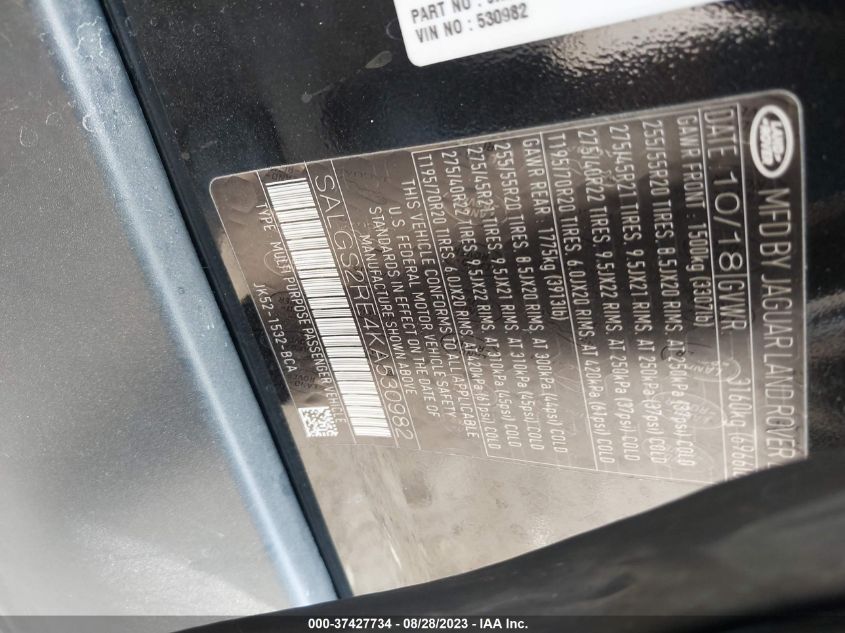 PART NO :
VIN NO : 530982
LAND ROVER
MFD BY JAGUAR LAND ROVER
DATE 10/18 GVWR 3160kg
GAWR FRONT : 1500kg (3307lb)
255/55R20 TIRES, 8.5JX20 RIMS, AT COLD
275/45R21 TIRES, 9.5JX21 RIMS, AT 250kPa (37psi) COLD
275/40R22 TIRES, 9.5JX22 RIMS, AT 250kPa (37psi) COLD
T195/70B20 TIRES, 6.0JX20 RIMS, AT 420kPa (61psi) COLD
GAWR REAR 1775kg (3913lb)
255/55R20 TIRES, 8.5JX20 RIMS, AT 300kPa (44psi) COLD
275/45R21 TIRES, 9.5JX21 RIMS, AT 310kPa (45psi) COLD
275/40R22 TIRES, 9.5JX22 RIMS, AT 310kPa (45psi) COLD
T195/70B20 TIRES, 6.0JX20 RIMS, AT 420kPa (61psi) COLD
THIS VEHICLE CONFORMS TO ALL APPLICABLE
U.S. FEDERAL MOTOR VEHICLE SAFETY
STANDARDS IN EFFECT ON THE DATE OF
MANUFACTURE SHOWN ABOVE
SALGS2RE4KA530982
TYPE : MULTI PURPOSE PASSENGER VEHICLE
JK52-1532-BCA
000-37427734 / 08/28/2023 / © IAA Inc.